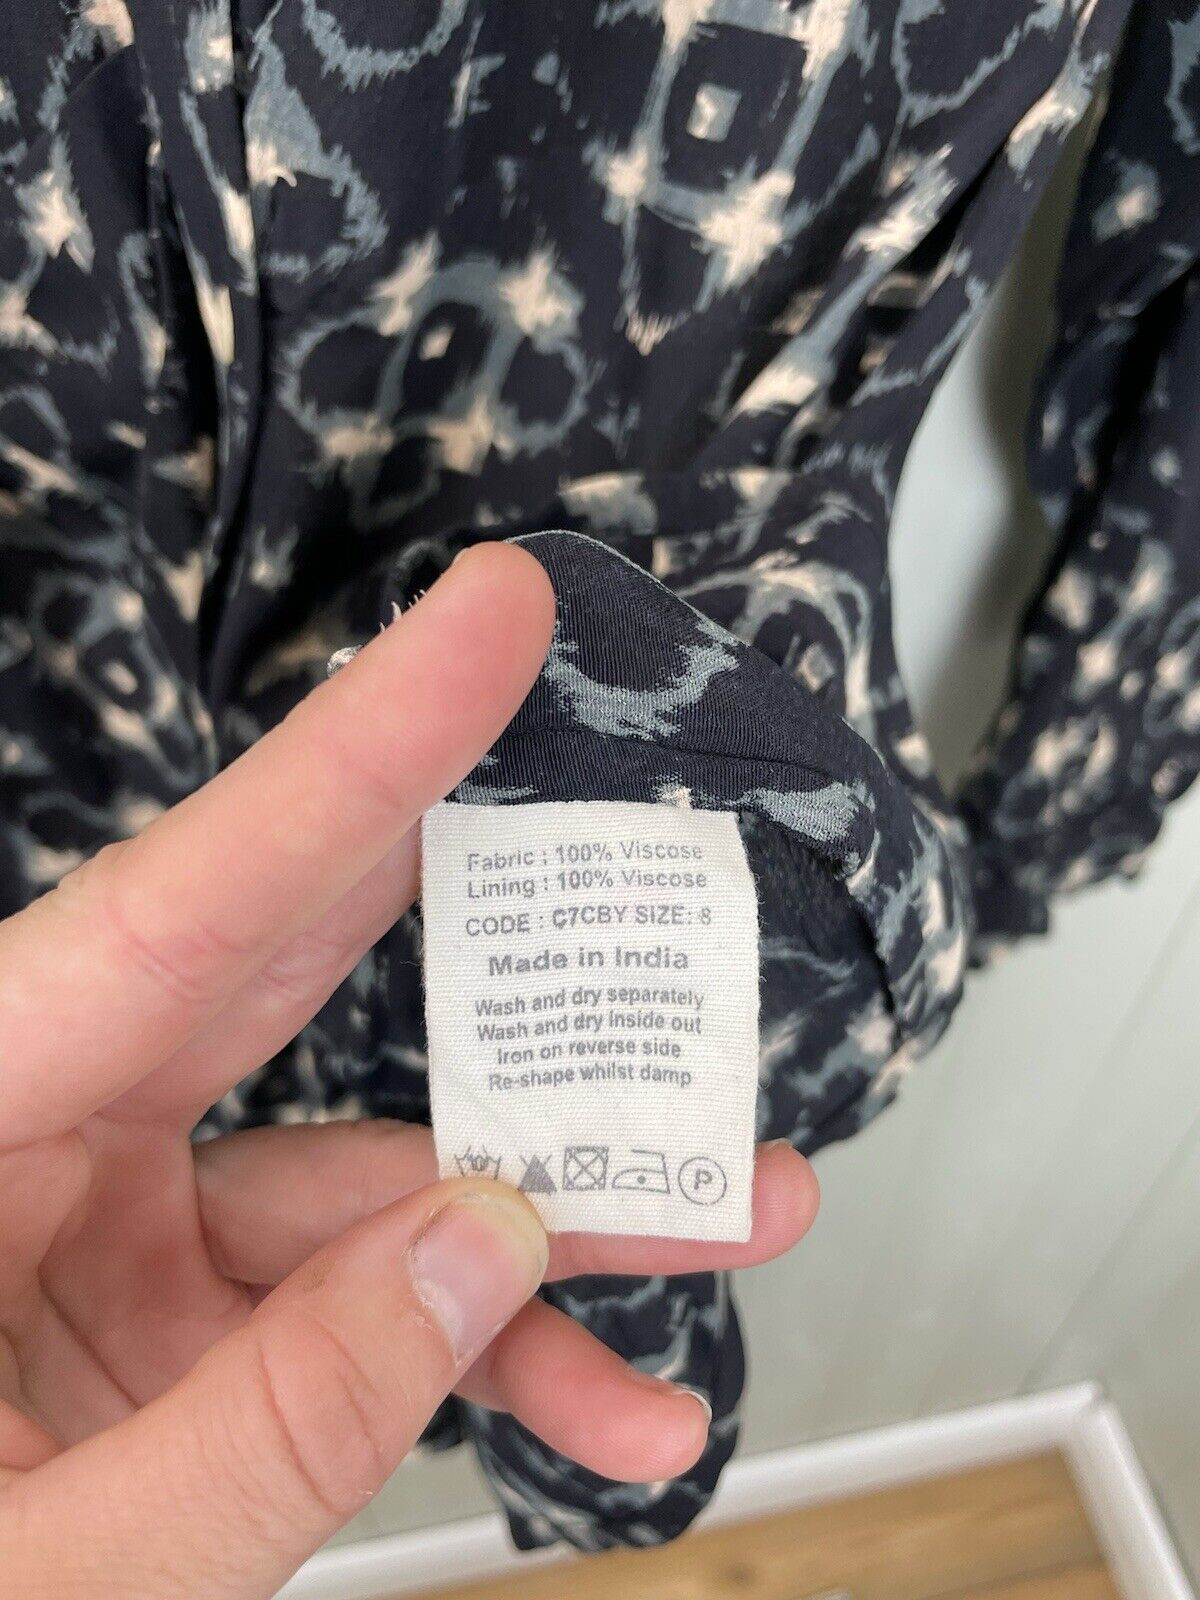 Fabric : 100% Viscose
Lining : 100% Viscose
CODE : C7CBY SIZE: 8
Made in India
Wash and dry separately
Wash and dry inside out
Iron on reverse side
Re-shape whilst damp
P